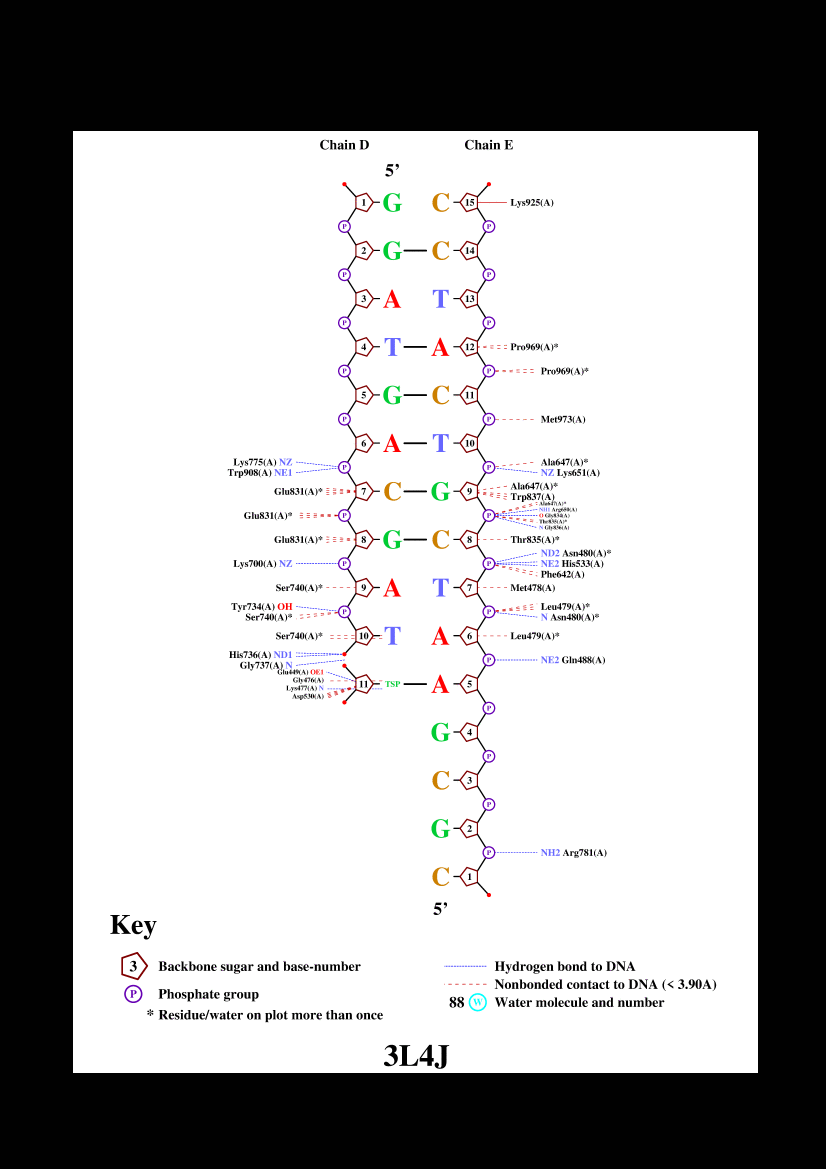 Chain D Chain E
5’
1 G C 15 Lys925(A)
P P
2 G C 14
P P
3 A T 13
P P
4 T A 12 Pro969(A)*
P P Pro969(A)*
5 G C 11
P P Met973(A)
6 A T 10
Lys775(A) NZ P P Ala647(A)*
Trp908(A) NE1 NZ Lys651(A)
Glu831(A)* 7 C G 9 Ala647(A)*
Trp837(A)
Ala647(A)*
NH1 Arg650(A)
Glu831(A)* P P O Gly834(A)
Thr835(A)*
N Gly836(A)
Glu831(A)* 8 G C 8 Thr835(A)*
ND2 Asn480(A)*
Lys700(A) NZ P P NE2 His533(A)
Phe642(A)
Ser740(A)* 9 A T 7 Met478(A)
Tyr734(A) OH P P Leu479(A)*
Ser740(A)* N Asn480(A)*
Ser740(A)* 10 T A 6 Leu479(A)*
His736(A) ND1 P NE2 Gln488(A)
Gly737(A) N
Glu449(A) OE1
Gly476(A)
11 TSP A 5
Lys477(A) N
Asp530(A)
P
G 4
P
C 3
P
G 2
P NH2 Arg781(A)
C 1
5’
Key
3 Backbone sugar and base-number
P Phosphate group
* Residue/water on plot more than once
Hydrogen bond to DNA
Nonbonded contact to DNA (< 3.90A)
88 W Water molecule and number
3L4J